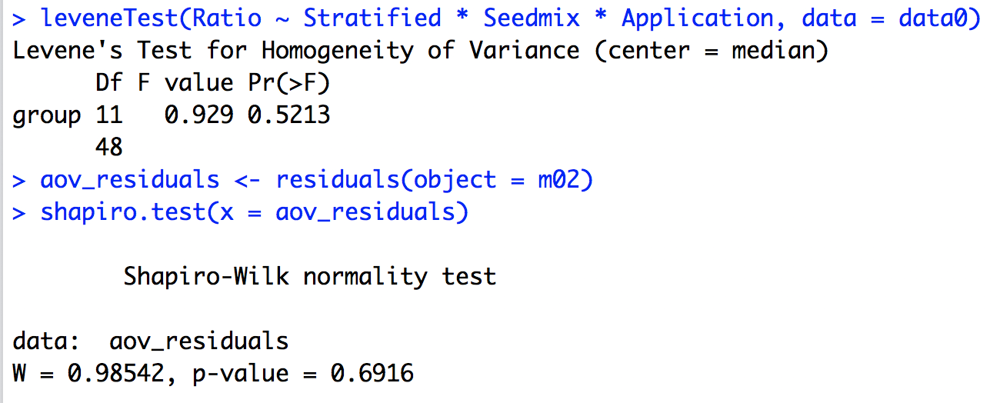 > leveneTest(Ratio ~ Stratified * Seedmix * Application, data = data0)
Levene's Test for Homogeneity of Variance (center = median)
      Df F value Pr(>F)
group 11   0.929 0.5213
      48
> aov_residuals <- residuals(object = m02)
> shapiro.test(x = aov_residuals)
        Shapiro-Wilk normality test
data:  aov_residuals
W = 0.98542, p-value = 0.6916